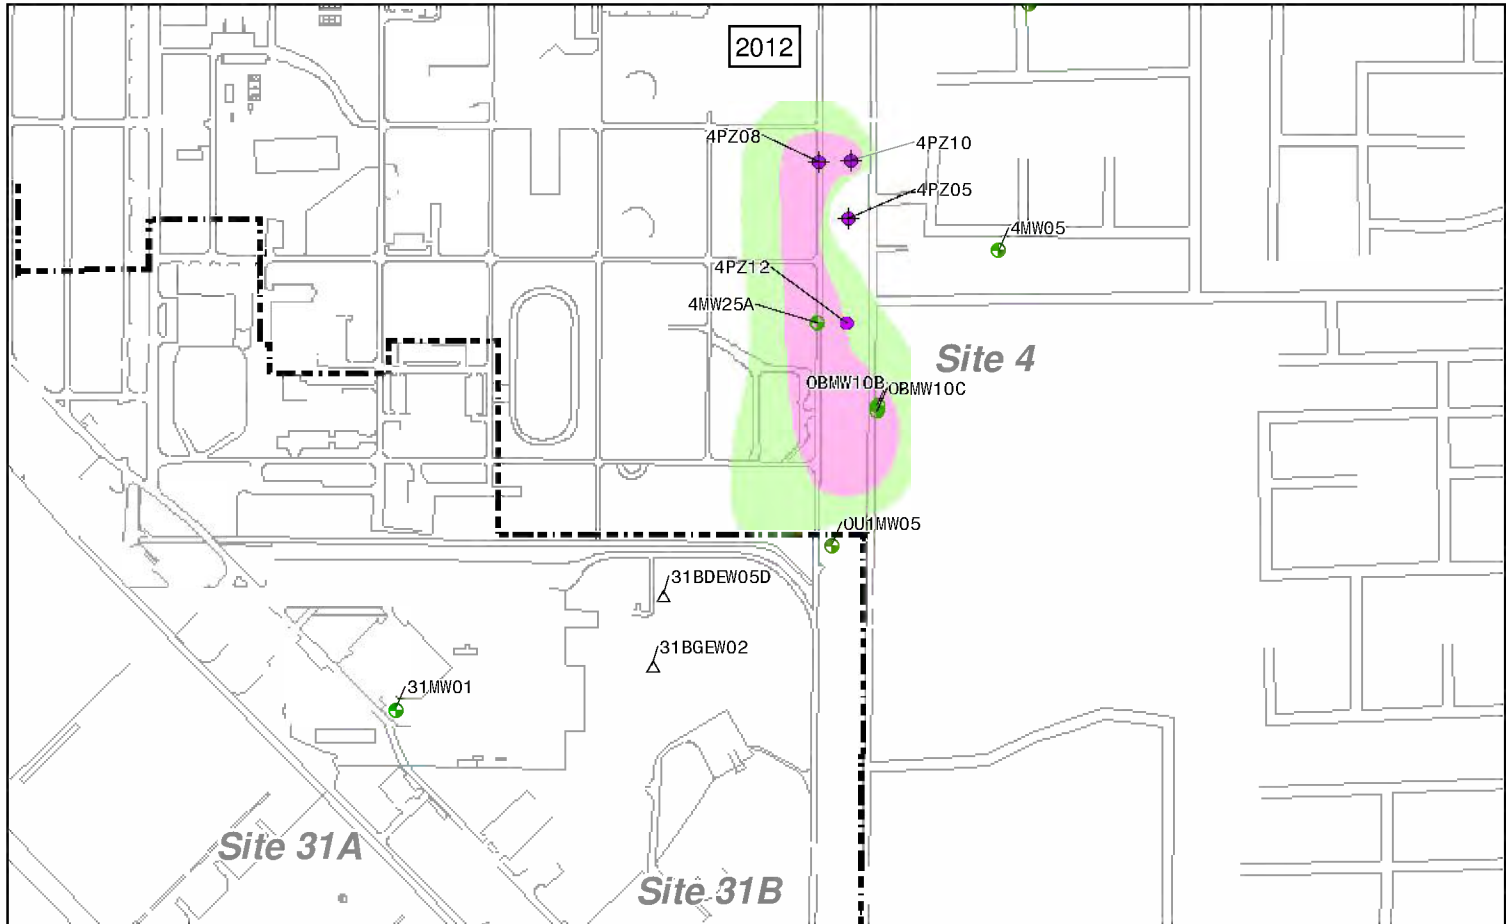 2012
4PZ08
4PZ10
4PZ05
4MW05
4PZ12
4MW25A
Site 4
OBMW10B
OBMW10C
OU1MW05
31BDEW05D
31BGEW02
31MW01
Site 31A
Site 31B